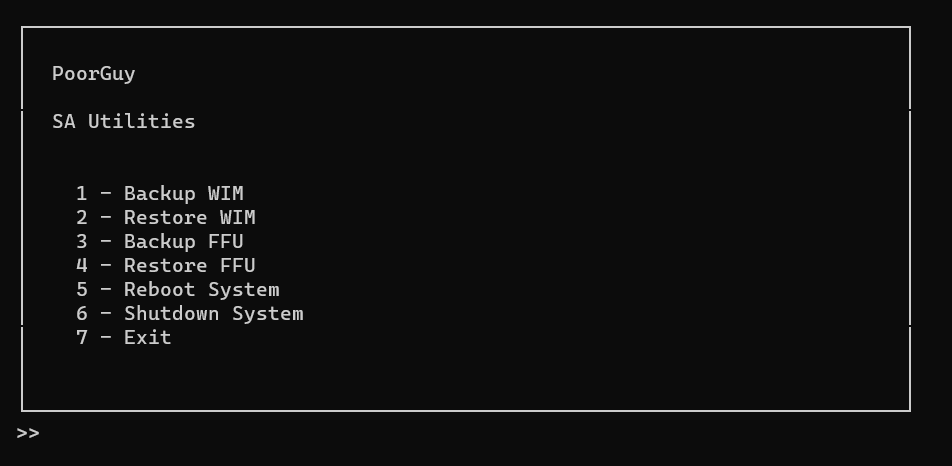 PoorGuy
SA Utilities
1 - Backup WIM
2 - Restore WIM
3 - Backup FFU
4 - Restore FFU
5 - Reboot System
6 - Shutdown System
7 - Exit
>>